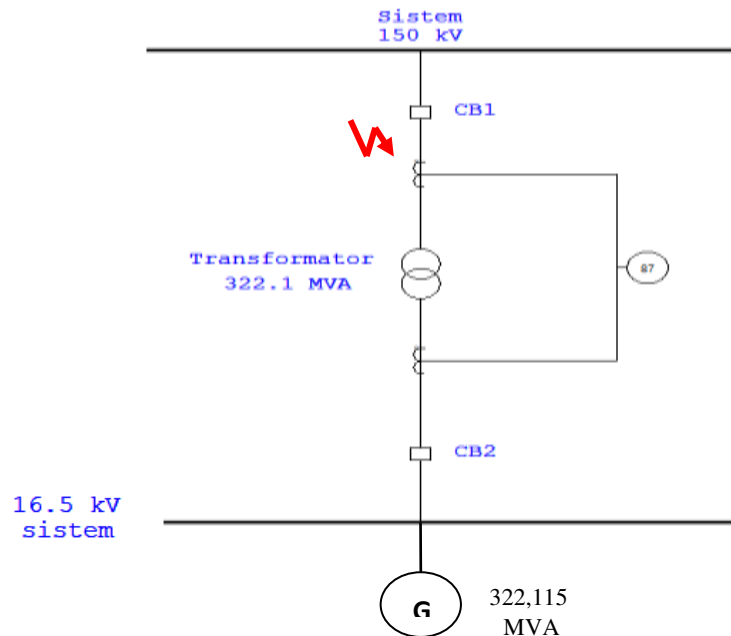 Sistem
150 kV
CB1
Transformator
322.1 MVA
87
CB2
16.5 kV
sistem
G
322,115
MVA